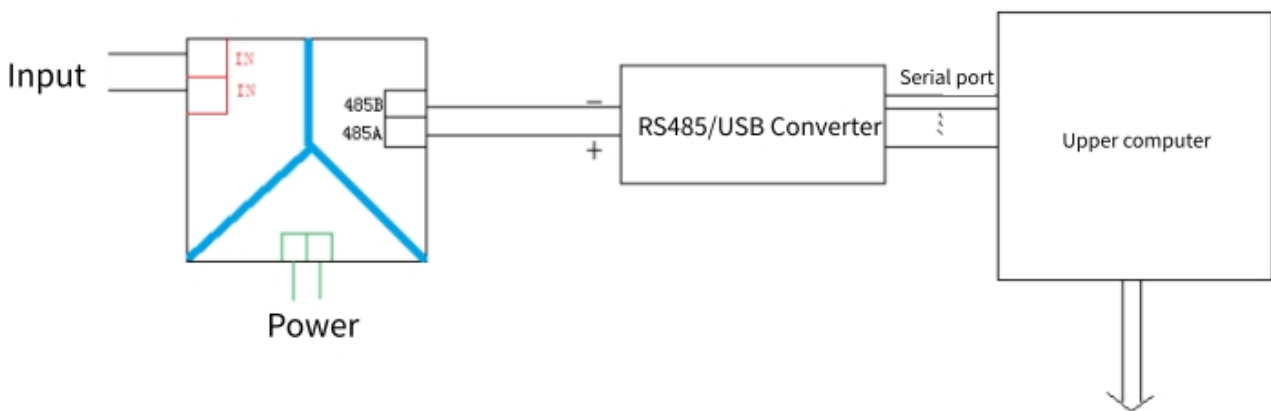 Input
IN
IN
485B
485A
−
+
RS485/USB Converter
Serial port
Upper computer
Power